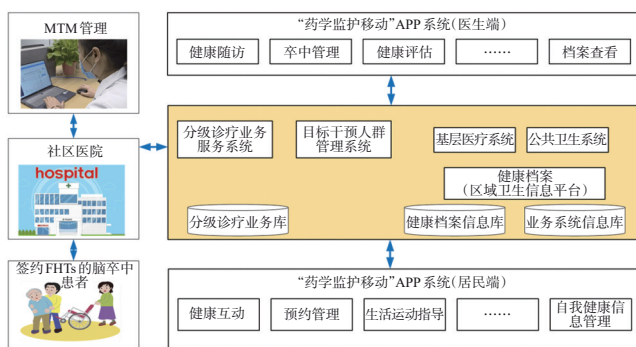 MTM管理
社区医院
hospital
签约FHTs的脑卒中
患者
“药学监护移动”APP系统(医生端)
健康随访
卒中管理
健康评估
……
档案查看
分级诊疗业务
服务系统
目标干预人群
管理系统
基层医疗系统
公共卫生系统
健康档案
(区域卫生信息平台)
分级诊疗业务库
健康档案信息库
业务系统信息库
“药学监护移动”APP系统(居民端)
健康互动
预约管理
生活运动指导
……
自我健康信
息管理